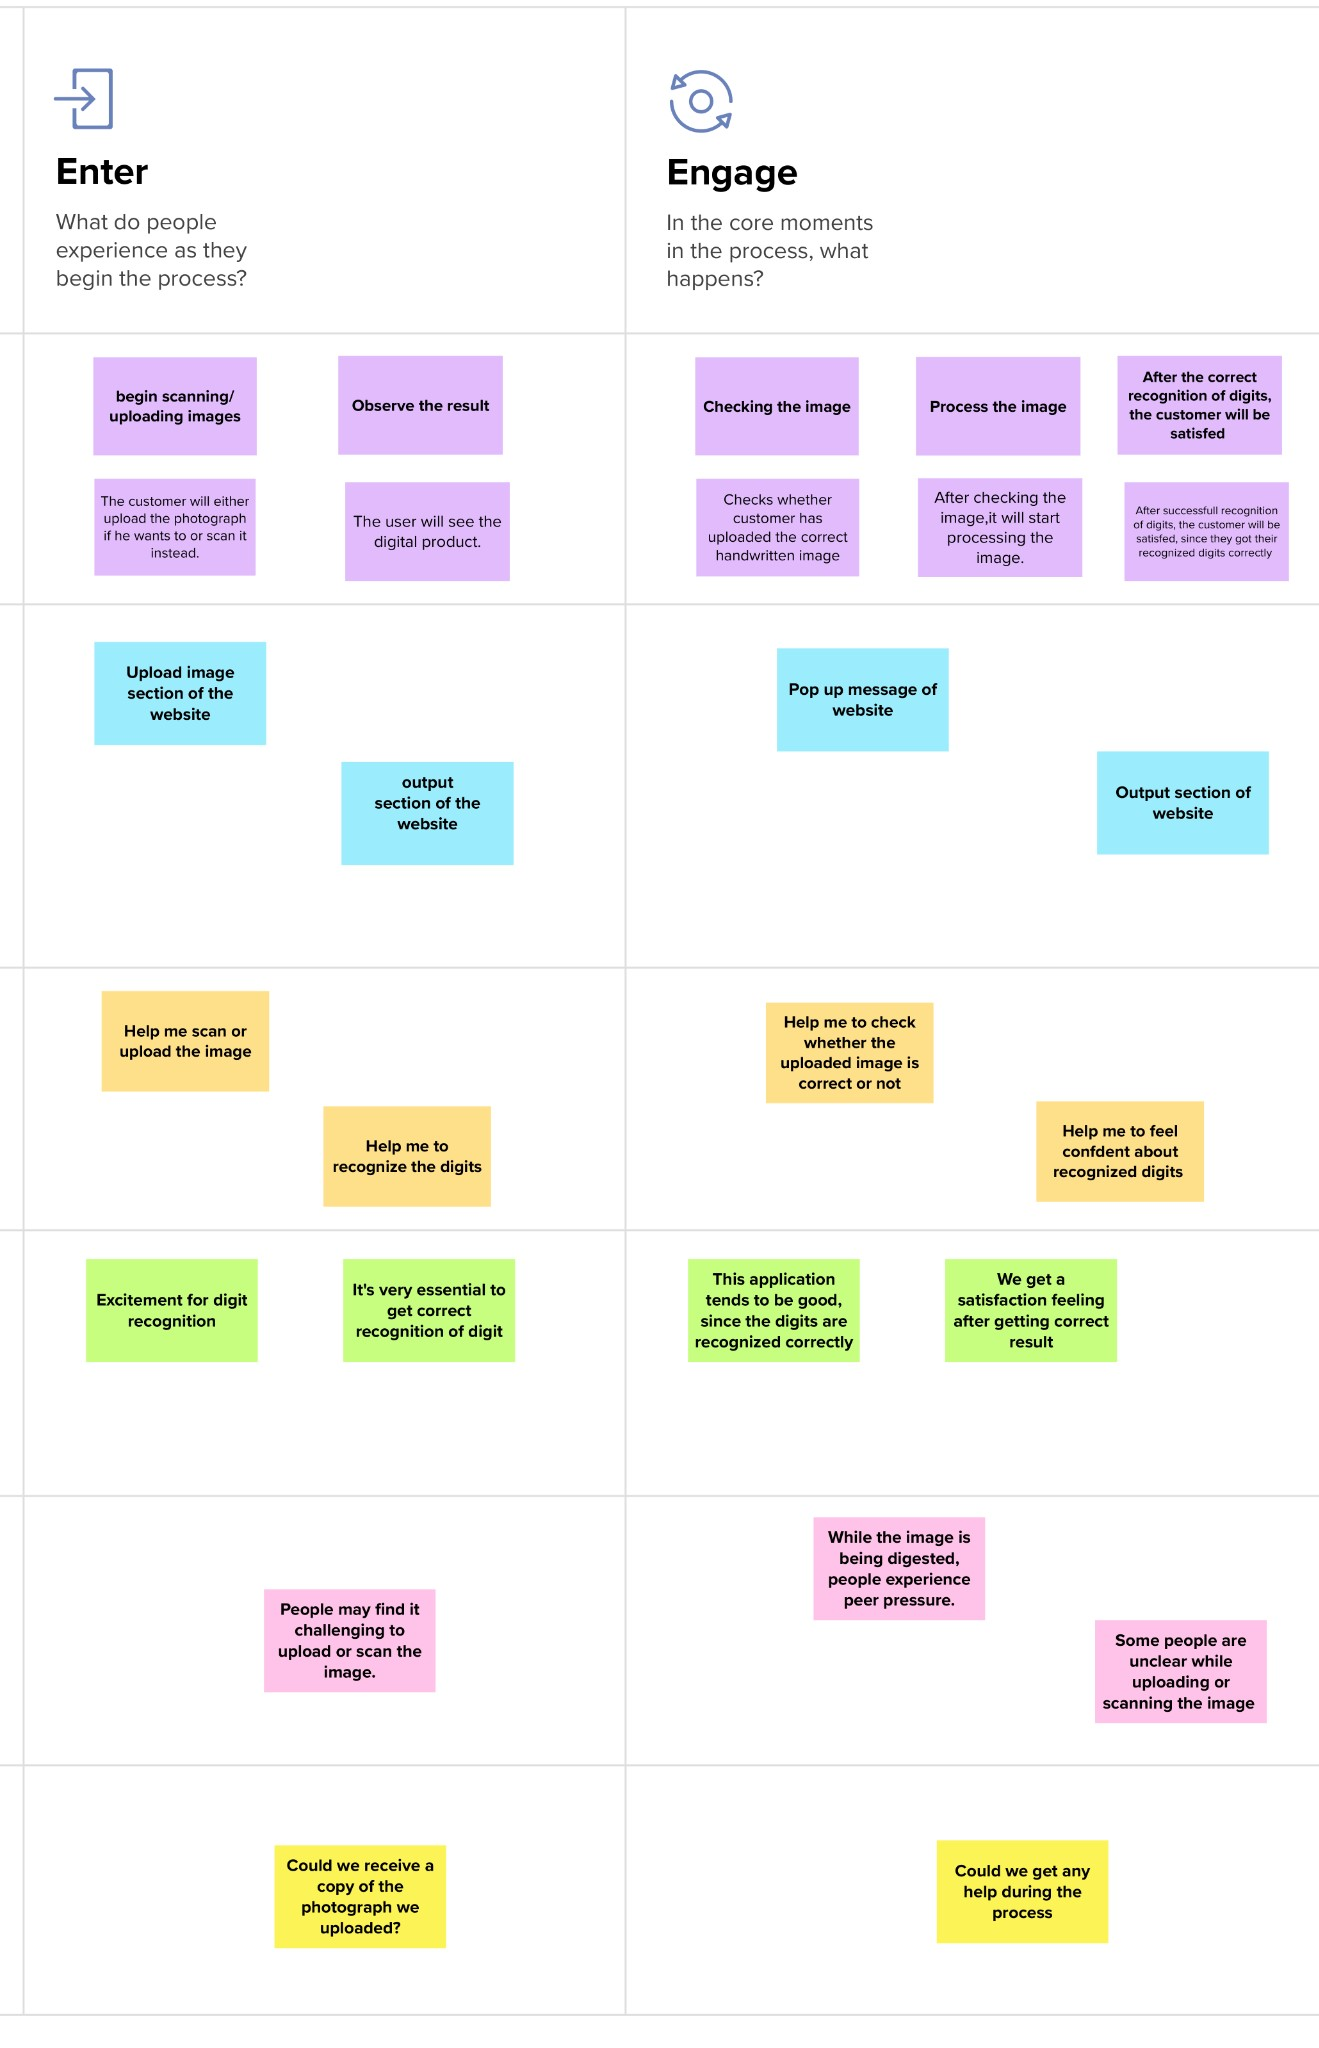 Enter
What do people
experience as they
begin the process?
Engage
In the core moments
in the process, what
happens?
begin scanning/
uploading images
Observe the result
The customer will either
upload the photograph
if he wants to or scan it
instead.
The user will see the
digital product.
Checking the image
Process the image
After the correct
recognition of digits,
the customer will be
satisfed
Checks whether
customer has
uploaded the correct
handwritten image
After checking the
image,it will start
processing the
image.
After successfull recognition
of digits, the customer will be
satisfed, since they got their
recognized digits correctly
Upload image
section of the
website
output
section of the
website
Pop up message of
website
Output section of
website
Help me scan or
upload the image
Help me to
recognize the digits
Help me to check
whether the
uploaded image is
correct or not
Help me to feel
confdent about
recognized digits
Excitement for digit
recognition
It's very essential to
get correct
recognition of digit
This application
tends to be good,
since the digits are
recognized correctly
We get a
satisfaction feeling
after getting correct
result
People may find it
challenging to
upload or scan the
image.
While the image is
being digested,
people experience
peer pressure.
Some people are
unclear while
uploading or
scanning the image
Could we receive a
copy of the
photograph we
uploaded?
Could we get any
help during the
process